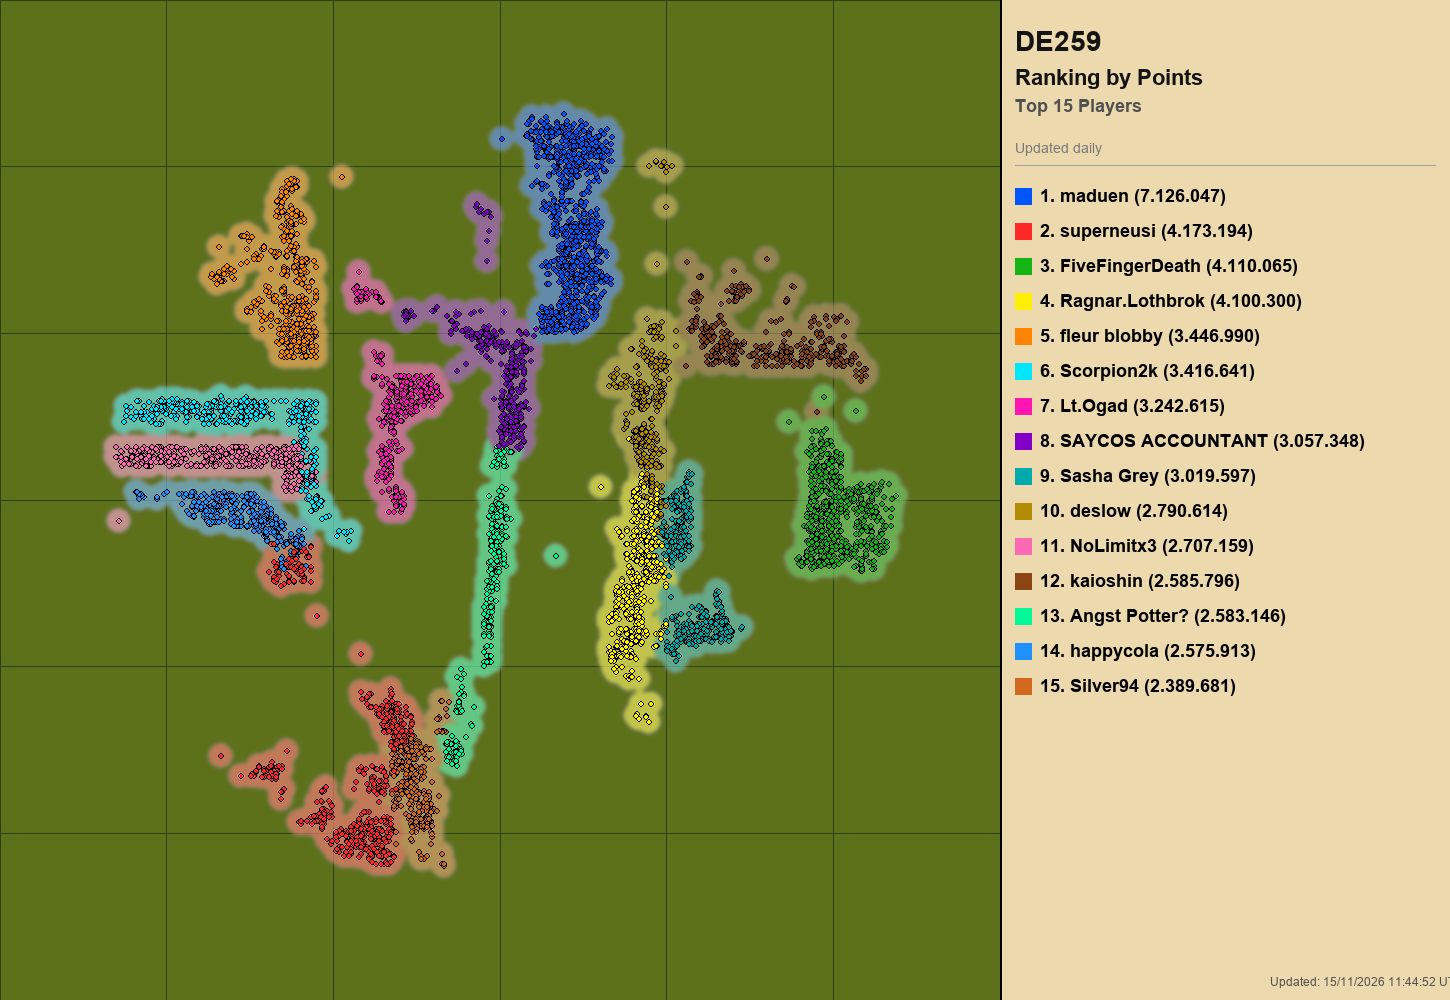 DE259
Ranking by Points
Top 15 Players
Updated daily
1. maduen (7.126.047)
2. superneusi (4.173.194)
3. FiveFingerDeath (4.110.065)
4. Ragnar.Lothbrok (4.100.300)
5. fleur blobby (3.446.990)
6. Scorpion2k (3.416.641)
7. Lt.Ogad (3.242.615)
8. SAYCOS ACCOUNTANT (3.057.348)
9. Sasha Grey (3.019.597)
10. deslow (2.790.614)
11. NoLimitx3 (2.707.159)
12. kaioshin (2.585.796)
13. Angst Potter? (2.583.146)
14. happycola (2.575.913)
15. Silver94 (2.389.681)
Updated: 15/11/2026 11:44:52